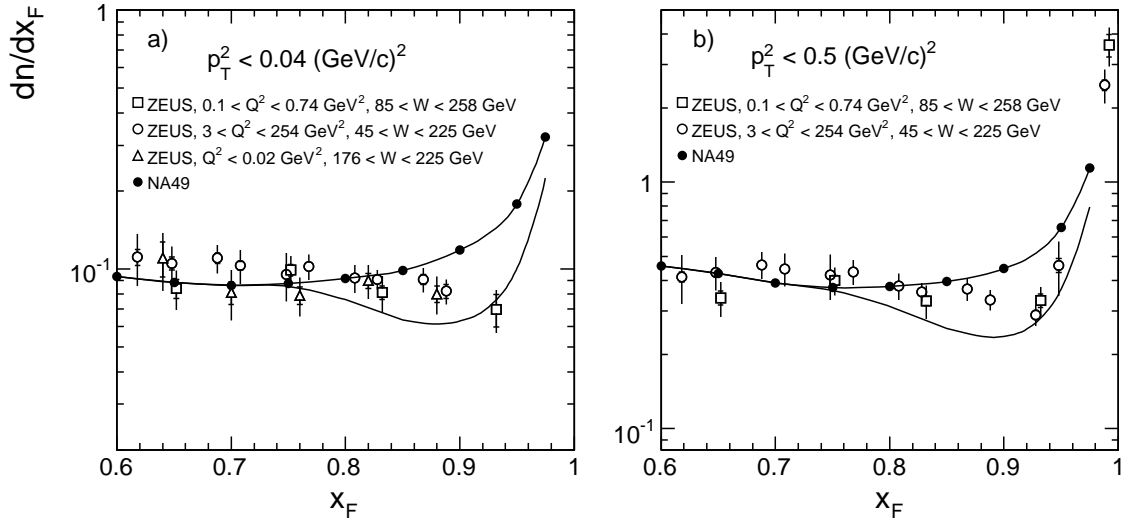 dn/dx_F
a)
p_T^2 < 0.04 (GeV/c)^2
ZEUS, 0.1 < Q^2 < 0.74 GeV^2, 85 < W < 258 GeV
ZEUS, 3 < Q^2 < 254 GeV^2, 45 < W < 225 GeV
ZEUS, Q^2 < 0.02 GeV^2, 176 < W < 225 GeV
NA49
1
10^-1
0.6 0.7 0.8 0.9 1
x_F
b)
p_T^2 < 0.5 (GeV/c)^2
ZEUS, 0.1 < Q^2 < 0.74 GeV^2, 85 < W < 258 GeV
ZEUS, 3 < Q^2 < 254 GeV^2, 45 < W < 225 GeV
NA49
1
10^-1
0.6 0.7 0.8 0.9 1
x_F